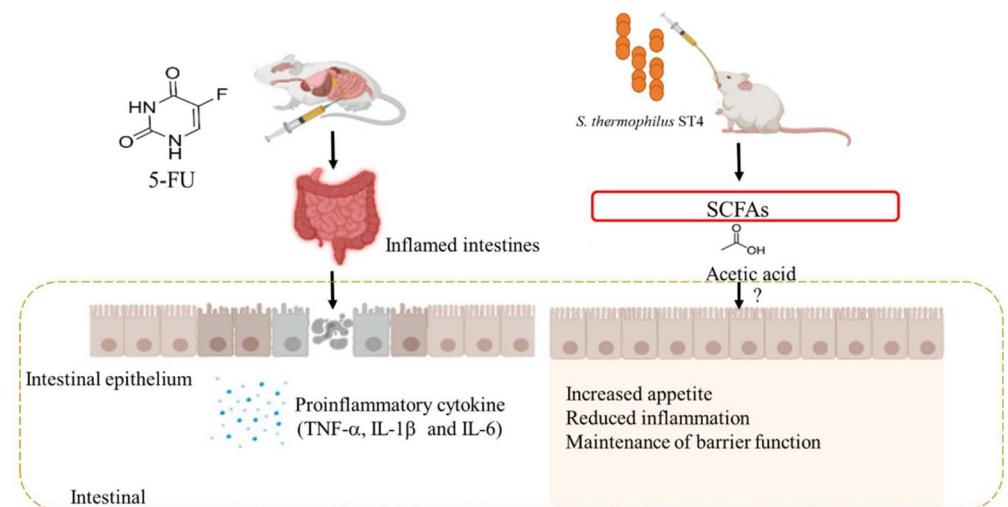 O
HN
F
O
N
H
5-FU
S. thermophilus ST4
SCFAs
O
OH
Acetic acid
?
Inflamed intestines
Intestinal epithelium
Proinflammatory cytokine
(TNF-α, IL-1β and IL-6)
Increased appetite
Reduced inflammation
Maintenance of barrier function
Intestinal